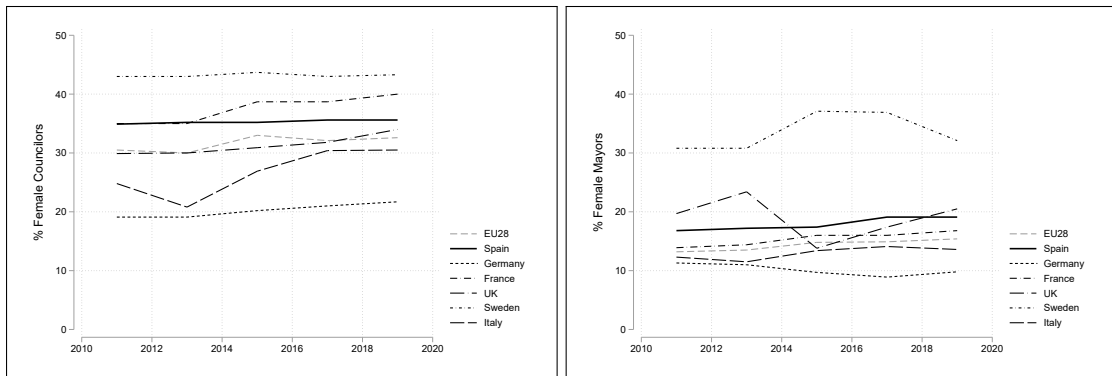 % Female Councilors
50
40
30
20
10
0
2010 2012 2014 2016 2018 2020
EU28
Spain
Germany
France
UK
Sweden
Italy
% Female Mayors
50
40
30
20
10
0
2010 2012 2014 2016 2018 2020
EU28
Spain
Germany
France
UK
Sweden
Italy